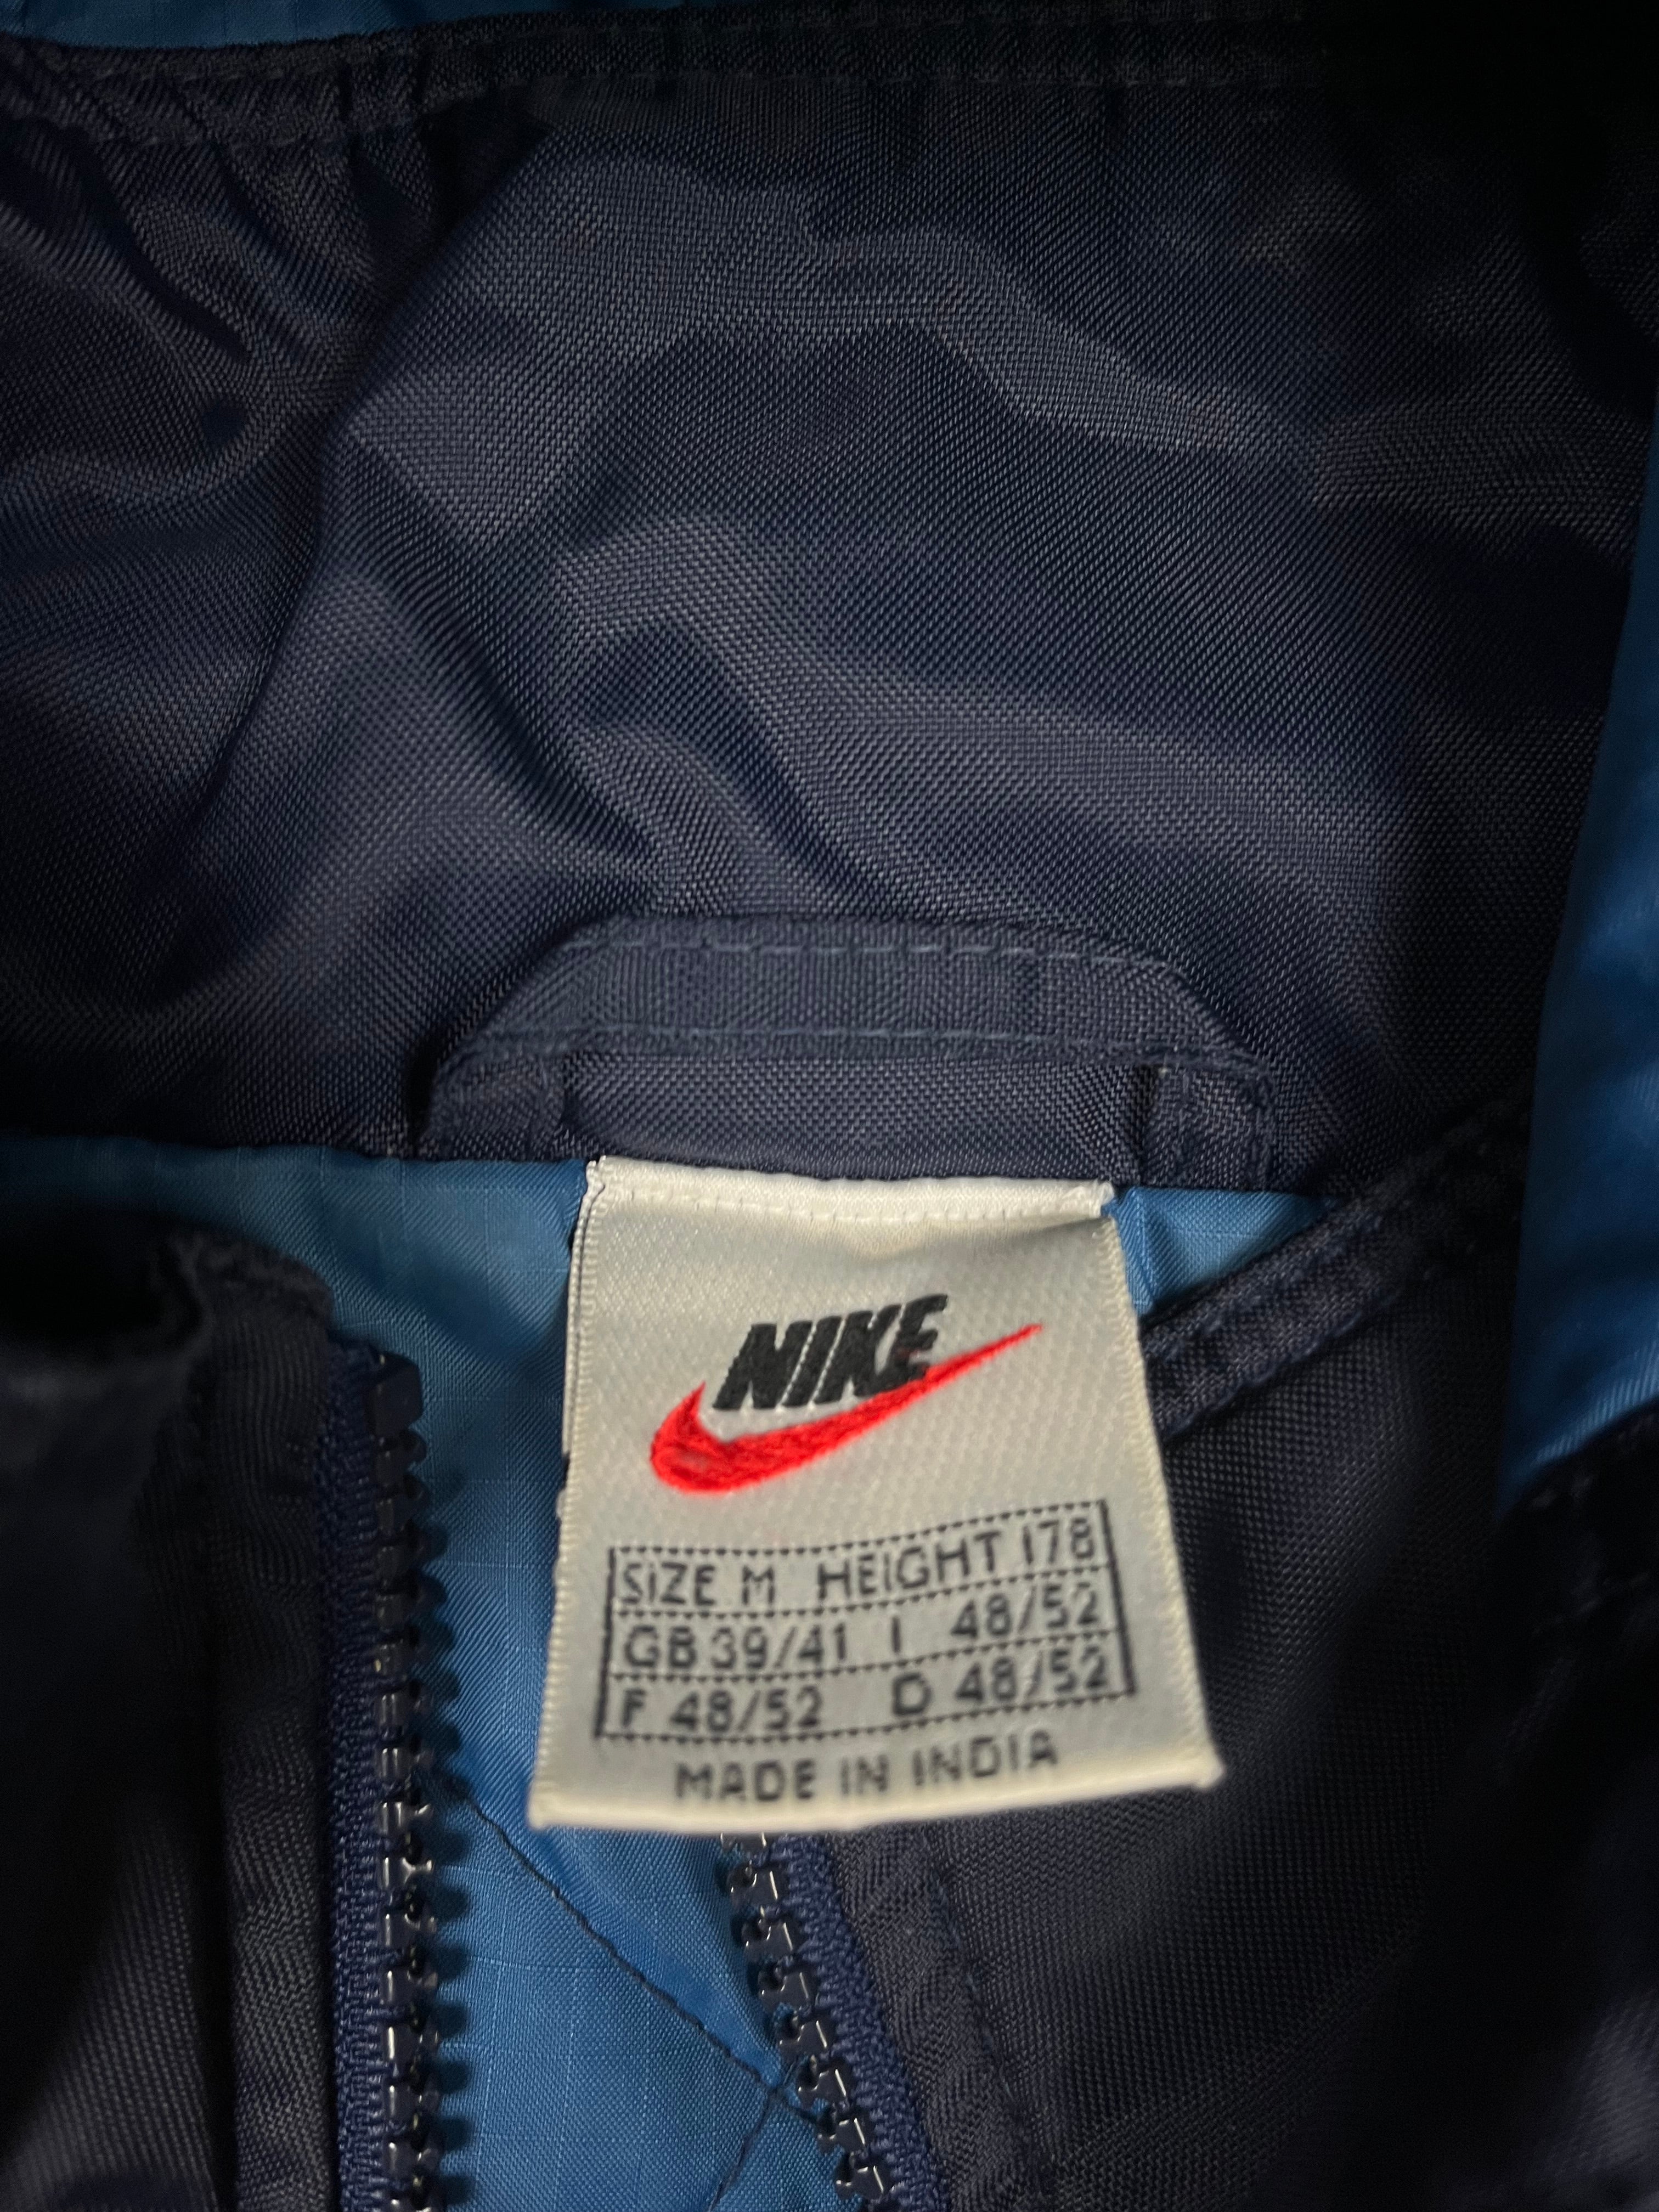 NIKE
SIZE M HEIGHT 178
GB 39/41 I 48/52
F 48/52 D 48/52
MADE IN INDIA